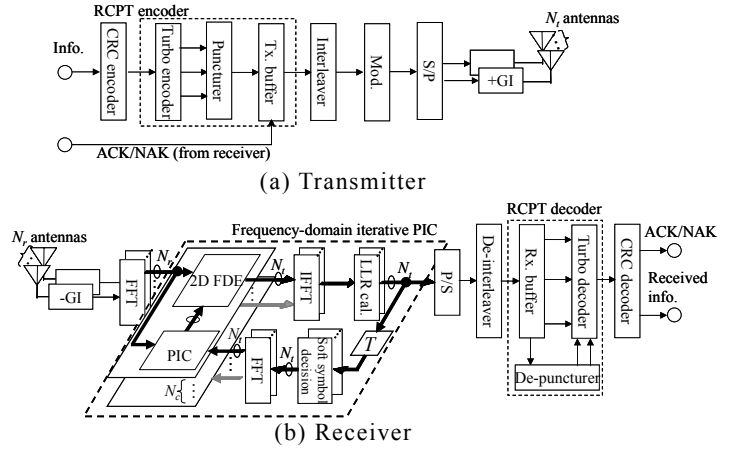 RCPT encoder
Info.
CRC encoder
Turbo encoder
Puncturer
Tx. buffer
Interleaver
Mod.
S/P
+GI
Nt antennas
ACK/NAK (from receiver)
(a) Transmitter
Nr antennas
-GI
FFT
Nr
Frequency-domain iterative PIC
2D FDE
Nt
IFFT
LLR cal.
Nt
P/S
De-interleaver
RCPT decoder
Rx. buffer
Turbo decoder
De-puncturer
CRC decoder
ACK/NAK
Received
info.
PIC
Nt
FFT
Nt
Soft symbol
decision
T
Nc
(b) Receiver